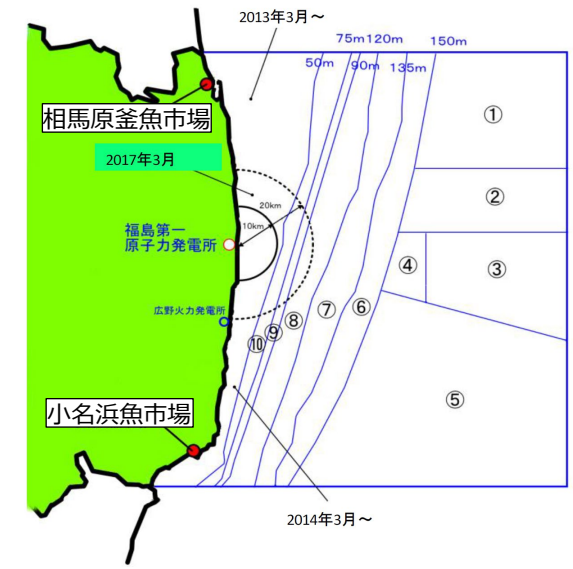 2013年3月～
75m 120m 150m
50m 90m 135m
相馬原釜魚市場
①
2017年3月
②
20km
10km
福島第一
原子力発電所
④
③
広野火力発電所
⑩
⑨
⑧
⑦
⑥
⑤
小名浜魚市場
2014年3月～